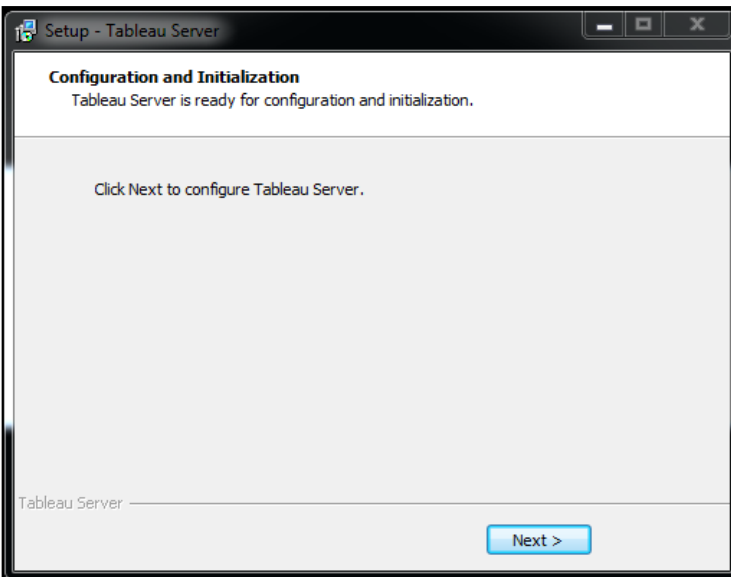 Setup - Tableau Server
Configuration and Initialization
Tableau Server is ready for configuration and initialization.
Click Next to configure Tableau Server.
Tableau Server
Next >